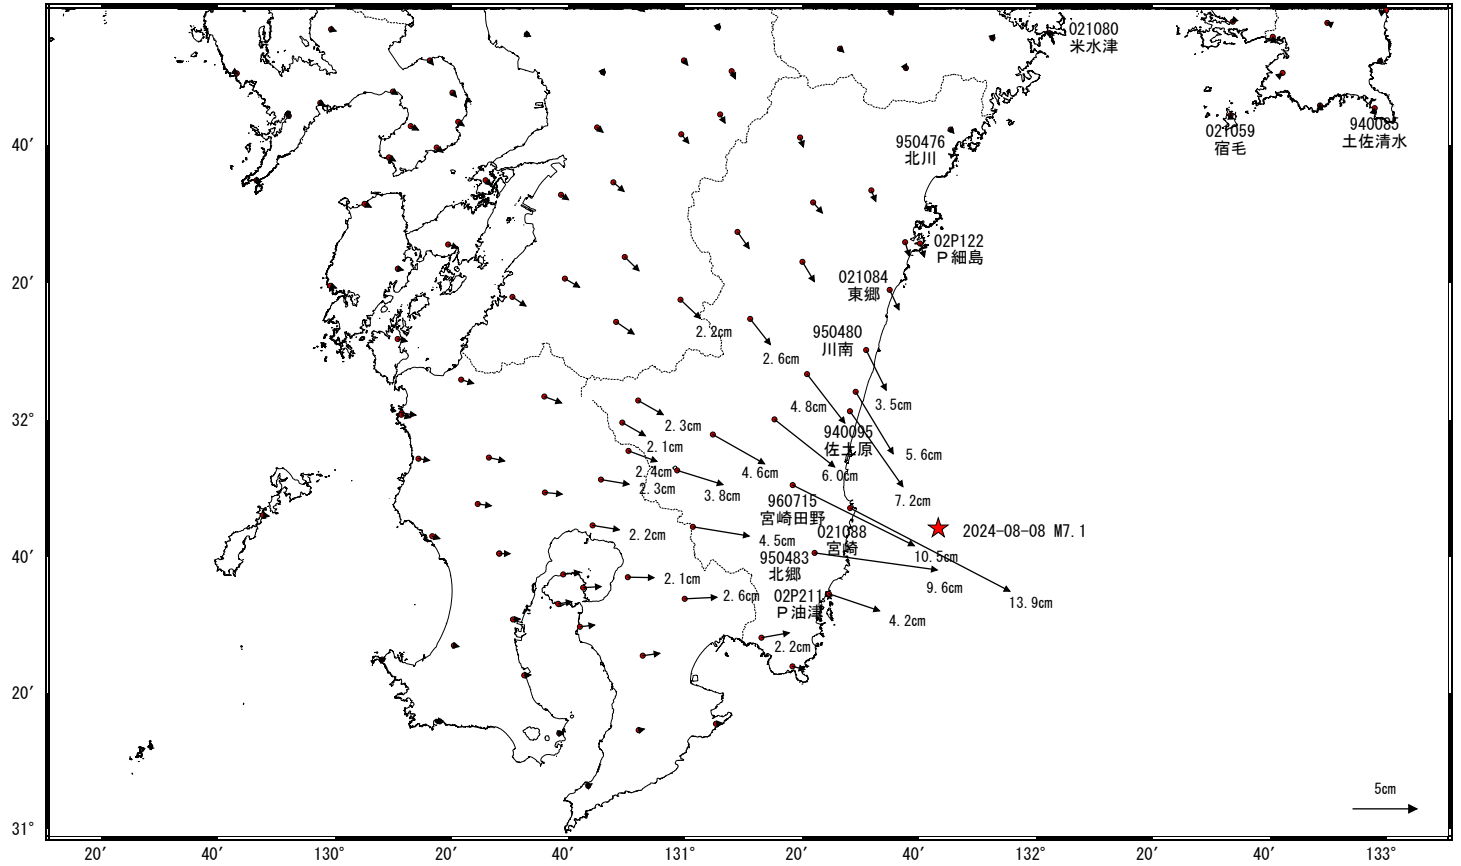 021080
米水津
021059
宿毛
940085
土佐清水
40′
950476
北川
02P122
Ｐ細島
20′
021084
東郷
2.2cm
950480
川南
2.6cm
4.8cm
3.5cm
32°
2.3cm
940095
佐土原
2.1cm
5.6cm
2.4cm
4.6cm
6.0cm
2.3cm
3.8cm
7.2cm
960715
宮崎田野
2.2cm
4.5cm
021088
宮崎
2024-08-08 M7.1
40′
950483
北郷
10.5cm
2.1cm
9.6cm
2.6cm
02P211
Ｐ油津
13.9cm
4.2cm
2.2cm
20′
5cm
31°
20′
40′
130°
20′
40′
131°
20′
40′
132°
20′
40′
133°